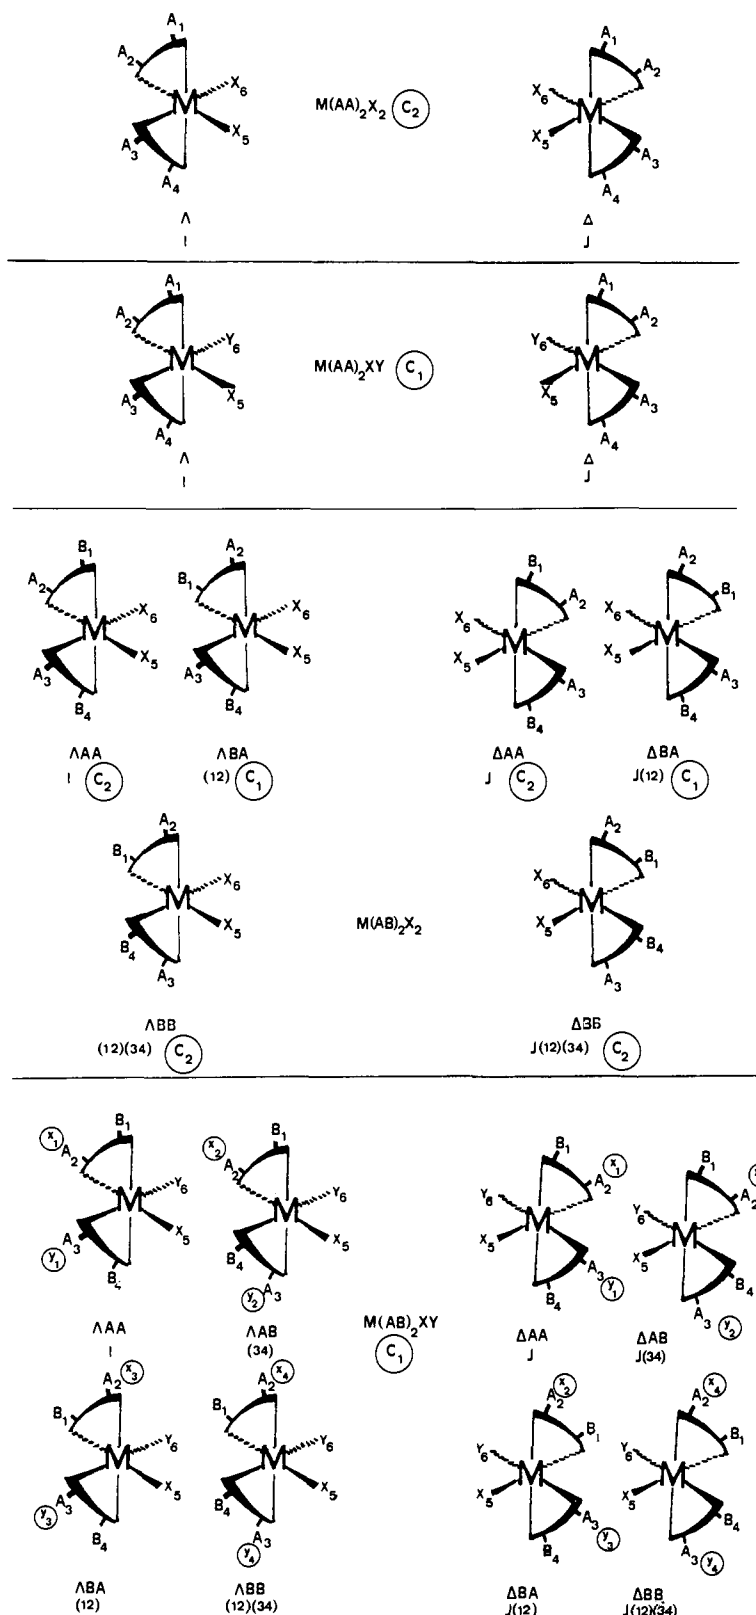 A1 A1
A2 A2
X6 X6
M M(AA)2X2 C2 M
X5 X5
A3 A3
A4 A4
Λ Δ
I J
A1 A1
A2 A2
Y6 Y6
M M(AA)2XY C1 M
X5 X5
A3 A3
A4 A4
Λ Δ
I J
B1 A2 B1 A2
A2 B1 A2 B1
X6 X6 X6 X6
M M M M
X5 X5 X5 X5
A3 A3 A3 A3
B4 B4 B4 B4
ΛAA ΛBA ΔAA ΔBA
I C2 (12) C1 J C2 J(12) C1
A2 A2
B1 B1
X6 X6
M M(AB)2X2 M
X5 X5
B4 B4
A3 A3
ΛBB ΔBB
(12)(34) C2 J(12)(34) C2
B1 B1 B1 B1
x1 A2 x2 A2 A2 x1 A2
Y6 Y6 Y6 Y6
M M M M
X5 X5 X5 X5
A3 y1 B4 A3 y1 B4
B4 y2 A3 B4 A3 y2
M(AB)2XY
C1
ΛAA ΛAB ΔAA ΔAB
I (34) J J(34)
A2 x3 A2 x4 A2 x2 A2 x4
B1 B1 B1 B1
Y6 Y6 Y6 Y6
M M M M
X5 X5 X5 X5
A3 y3 B4 A3 y3 B4
B4 A3 y4 B4 A3 y4
ΛBA ΛBB ΔBA ΔBB
(12) (12)(34) J(12) J(12)(34)